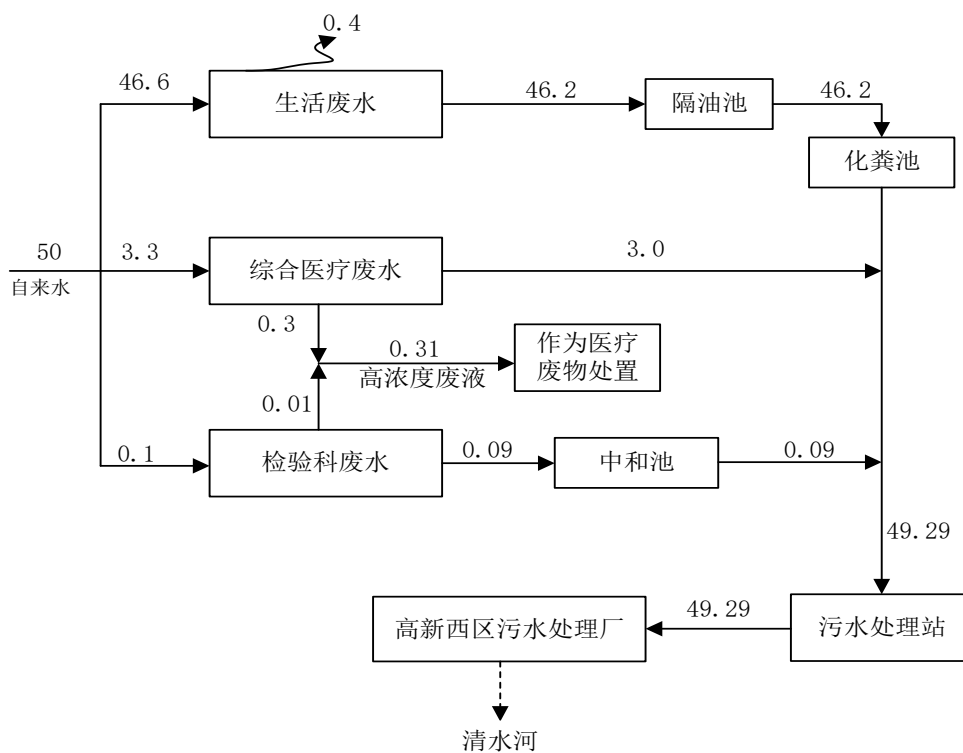 0.4
46.6
生活废水
46.2
隔油池
46.2
化粪池
50
自来水
3.3
综合医疗废水
3.0
0.3
0.31
高浓度废液
作为医疗
废物处置
0.01
0.1
检验科废水
0.09
中和池
0.09
49.29
污水处理站
49.29
高新西区污水处理厂
清水河